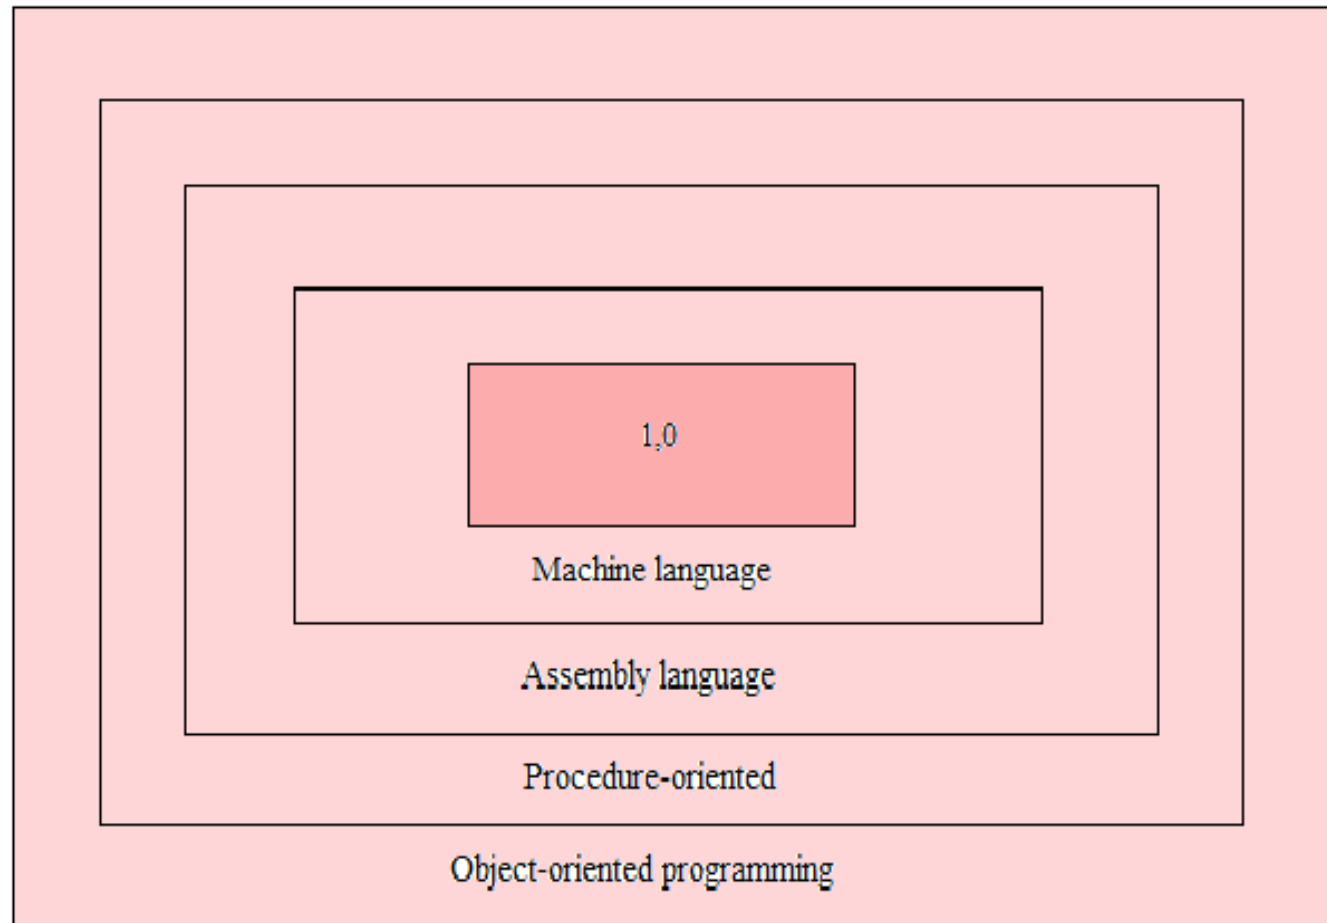 1,0
Machine language
Assembly language
Procedure-oriented
Object-oriented programming